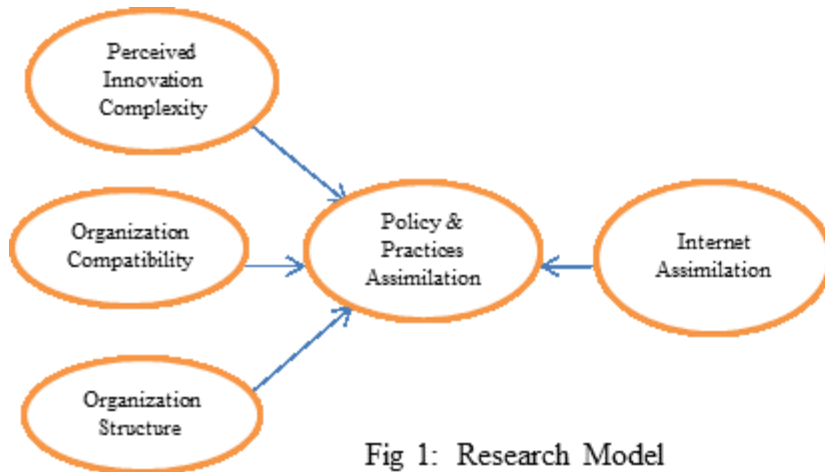 Perceived
Innovation
Complexity
Organization
Compatibility
Policy &
Practices
Assimilation
Internet
Assimilation
Organization
Structure
Fig 1: Research Model